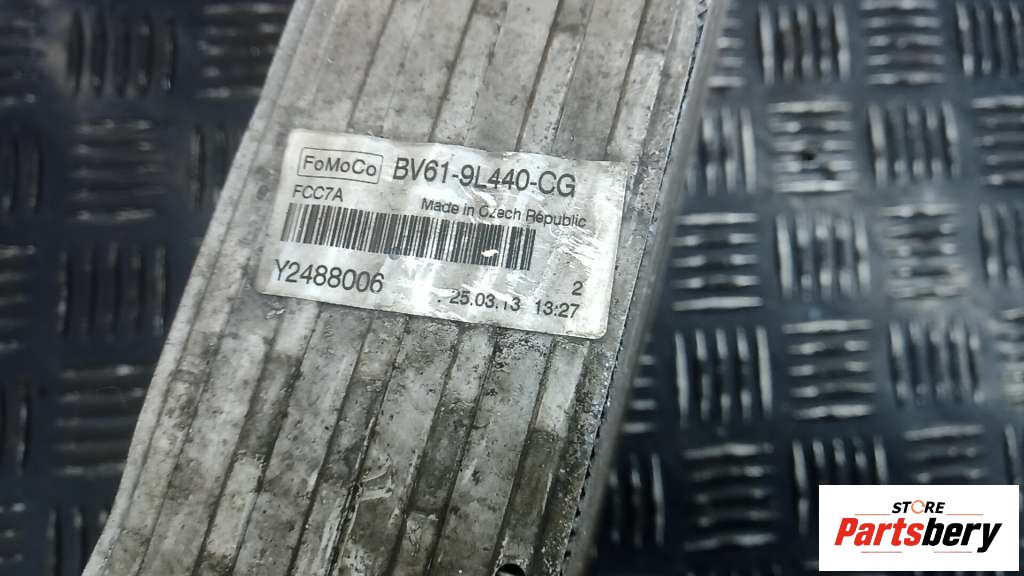 FoMoCo BV61-9L440-CG
FCC7A Made in Czech Republic
Y2488006 2
25.03.13 13:27
STORE
Partsbery